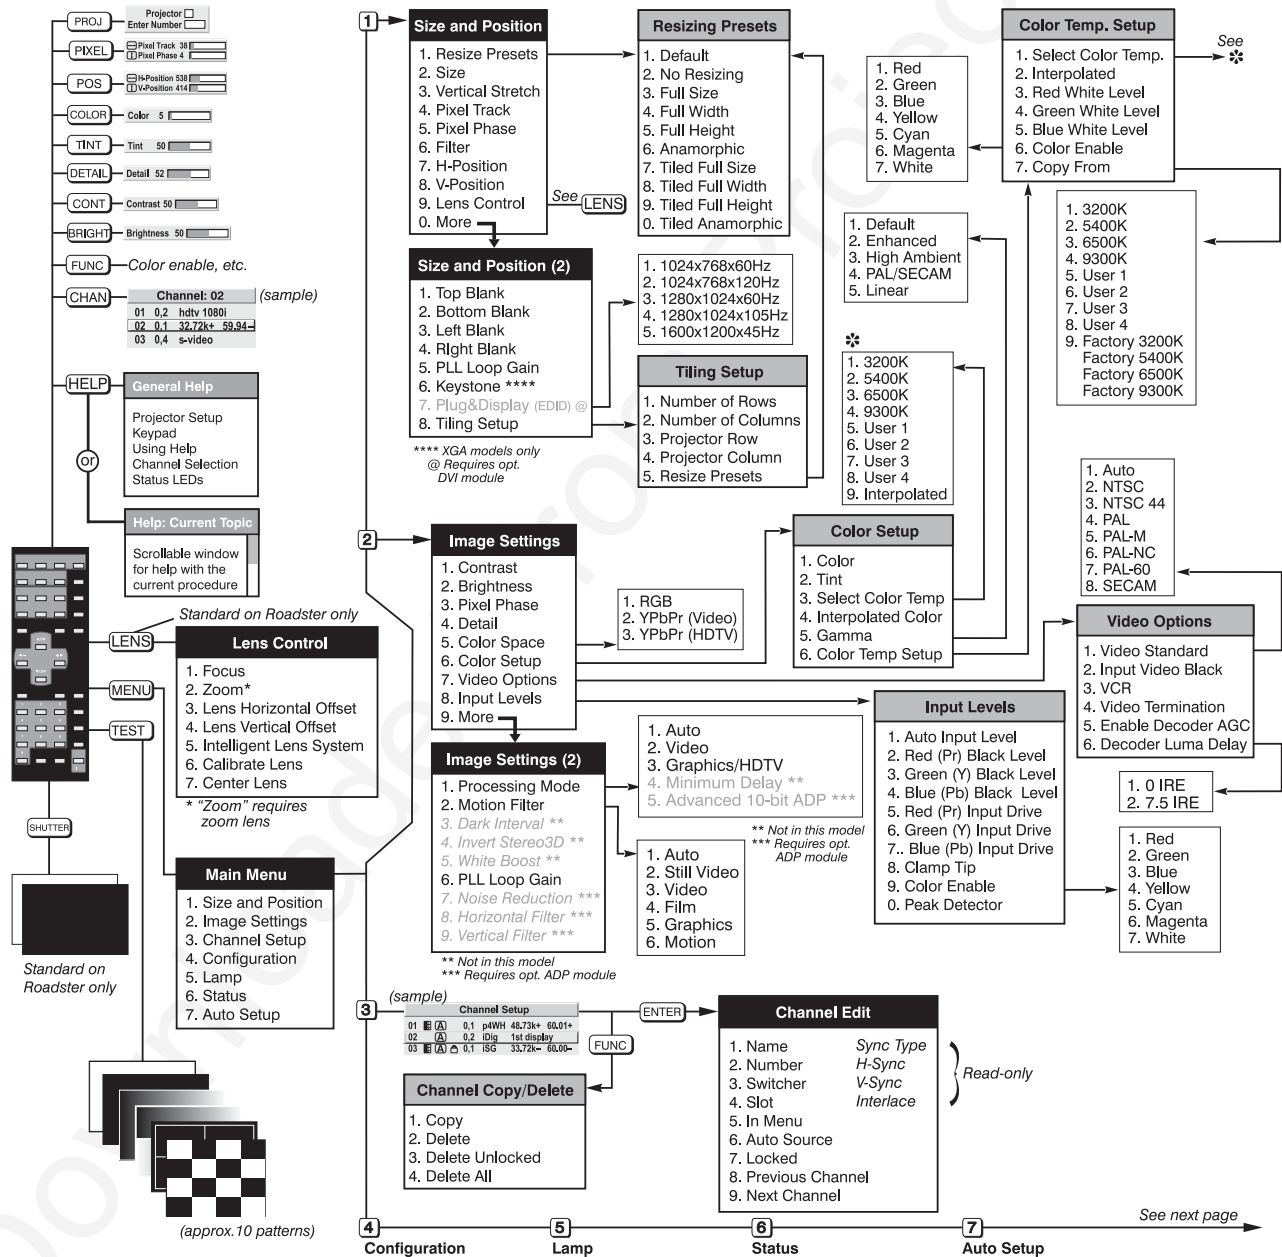 PROJ
Projector
Enter Number
PIXEL
Pixel Track 38
Pixel Phase 4
POS
H-Position 538
V-Position 414
COLOR
Color 5
TINT
Tint 50
DETAIL
Detail 52
CONT
Contrast 50
BRIGHT
Brightness 50
FUNC
Color enable, etc.
CHAN
Channel: 02
(sample)
01 0,2 hdtv 1080i
02 0,1 32.72k+ 59.94–
03 0,4 s-video
HELP
General Help
Projector Setup
Keypad
Using Help
Channel Selection
Status LEDs
or
Help: Current Topic
Scrollable window
for help with the
current procedure
Standard on Roadster only
LENS
Lens Control
1. Focus
2. Zoom*
3. Lens Horizontal Offset
4. Lens Vertical Offset
5. Intelligent Lens System
6. Calibrate Lens
7. Center Lens
* "Zoom" requires
zoom lens
MENU
TEST
SHUTTER
Standard on
Roadster only
Main Menu
1. Size and Position
2. Image Settings
3. Channel Setup
4. Configuration
5. Lamp
6. Status
7. Auto Setup
(approx.10 patterns)
1
Size and Position
1. Resize Presets
2. Size
3. Vertical Stretch
4. Pixel Track
5. Pixel Phase
6. Filter
7. H-Position
8. V-Position
9. Lens Control
0. More
See LENS
Resizing Presets
1. Default
2. No Resizing
3. Full Size
4. Full Width
5. Full Height
6. Anamorphic
7. Tiled Full Size
8. Tiled Full Width
9. Tiled Full Height
0. Tiled Anamorphic
Size and Position (2)
1. Top Blank
2. Bottom Blank
3. Left Blank
4. RIght Blank
5. PLL Loop Gain
6. Keystone ****
7. Plug&Display (EDID) @
8. Tiling Setup
**** XGA models only
@ Requires opt.
DVI module
1. 1024x768x60Hz
2. 1024x768x120Hz
3. 1280x1024x60Hz
4. 1280x1024x105Hz
5. 1600x1200x45Hz
Tiling Setup
1. Number of Rows
2. Number of Columns
3. Projector Row
4. Projector Column
5. Resize Presets
Color Temp. Setup
1. Select Color Temp.
2. Interpolated
3. Red White Level
4. Green White Level
5. Blue White Level
6. Color Enable
7. Copy From
See
✻
1. Red
2. Green
3. Blue
4. Yellow
5. Cyan
6. Magenta
7. White
1. 3200K
2. 5400K
3. 6500K
4. 9300K
5. User 1
6. User 2
7. User 3
8. User 4
9. Factory 3200K
Factory 5400K
Factory 6500K
Factory 9300K
1. Default
2. Enhanced
3. High Ambient
4. PAL/SECAM
5. Linear
✻
1. 3200K
2. 5400K
3. 6500K
4. 9300K
5. User 1
6. User 2
7. User 3
8. User 4
9. Interpolated
2
Image Settings
1. Contrast
2. Brightness
3. Pixel Phase
4. Detail
5. Color Space
6. Color Setup
7. Video Options
8. Input Levels
9. More
1. RGB
2. YPbPr (Video)
3. YPbPr (HDTV)
Color Setup
1. Color
2. Tint
3. Select Color Temp
4. Interpolated Color
5. Gamma
6. Color Temp Setup
1. Auto
2. NTSC
3. NTSC 44
4. PAL
5. PAL-M
6. PAL-NC
7. PAL-60
8. SECAM
Video Options
1. Video Standard
2. Input Video Black
3. VCR
4. Video Termination
5. Enable Decoder AGC
6. Decoder Luma Delay
1. 0 IRE
2. 7.5 IRE
Input Levels
1. Auto Input Level
2. Red (Pr) Black Level
3. Green (Y) Black Level
4. Blue (Pb) Black Level
5. Red (Pr) Input Drive
6. Green (Y) Input Drive
7.. Blue (Pb) Input Drive
8. Clamp Tip
9. Color Enable
0. Peak Detector
1. Red
2. Green
3. Blue
4. Yellow
5. Cyan
6. Magenta
7. White
Image Settings (2)
1. Processing Mode
2. Motion Filter
3. Dark Interval **
4. Invert Stereo3D **
5. White Boost **
6. PLL Loop Gain
7. Noise Reduction ***
8. Horizontal Filter ***
9. Vertical Filter ***
** Not in this model
*** Requires opt. ADP module
1. Auto
2. Video
3. Graphics/HDTV
4. Minimum Delay **
5. Advanced 10-bit ADP ***
** Not in this model
*** Requires opt.
ADP module
1. Auto
2. Still Video
3. Video
4. Film
5. Graphics
6. Motion
3
(sample)
Channel Setup
01 A 0,1 p4WH 48.73k+ 60.01+
02 A 0,2 iDig 1st display
03 A 0,1 iSG 33.72k– 60.00–
ENTER
FUNC
Channel Copy/Delete
1. Copy
2. Delete
3. Delete Unlocked
4. Delete All
Channel Edit
1. Name Sync Type
2. Number H-Sync
3. Switcher V-Sync
4. Slot Interlace
5. In Menu
6. Auto Source
7. Locked
8. Previous Channel
9. Next Channel
Read-only
4
Configuration
5
Lamp
6
Status
7
Auto Setup
See next page